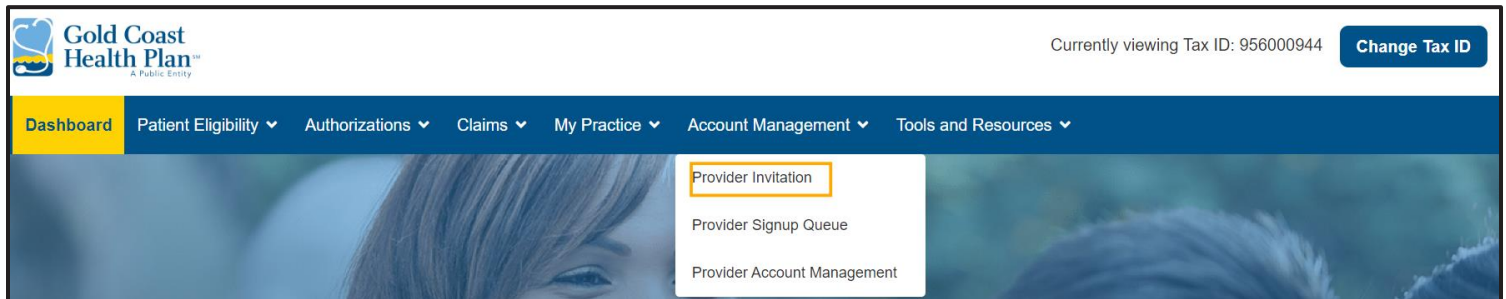 Gold Coast
Health Plan℠
A Public Entity
Currently viewing Tax ID: 956000944
Change Tax ID
Dashboard Patient Eligibility Authorizations Claims My Practice Account Management Tools and Resources
Provider Invitation
Provider Signup Queue
Provider Account Management